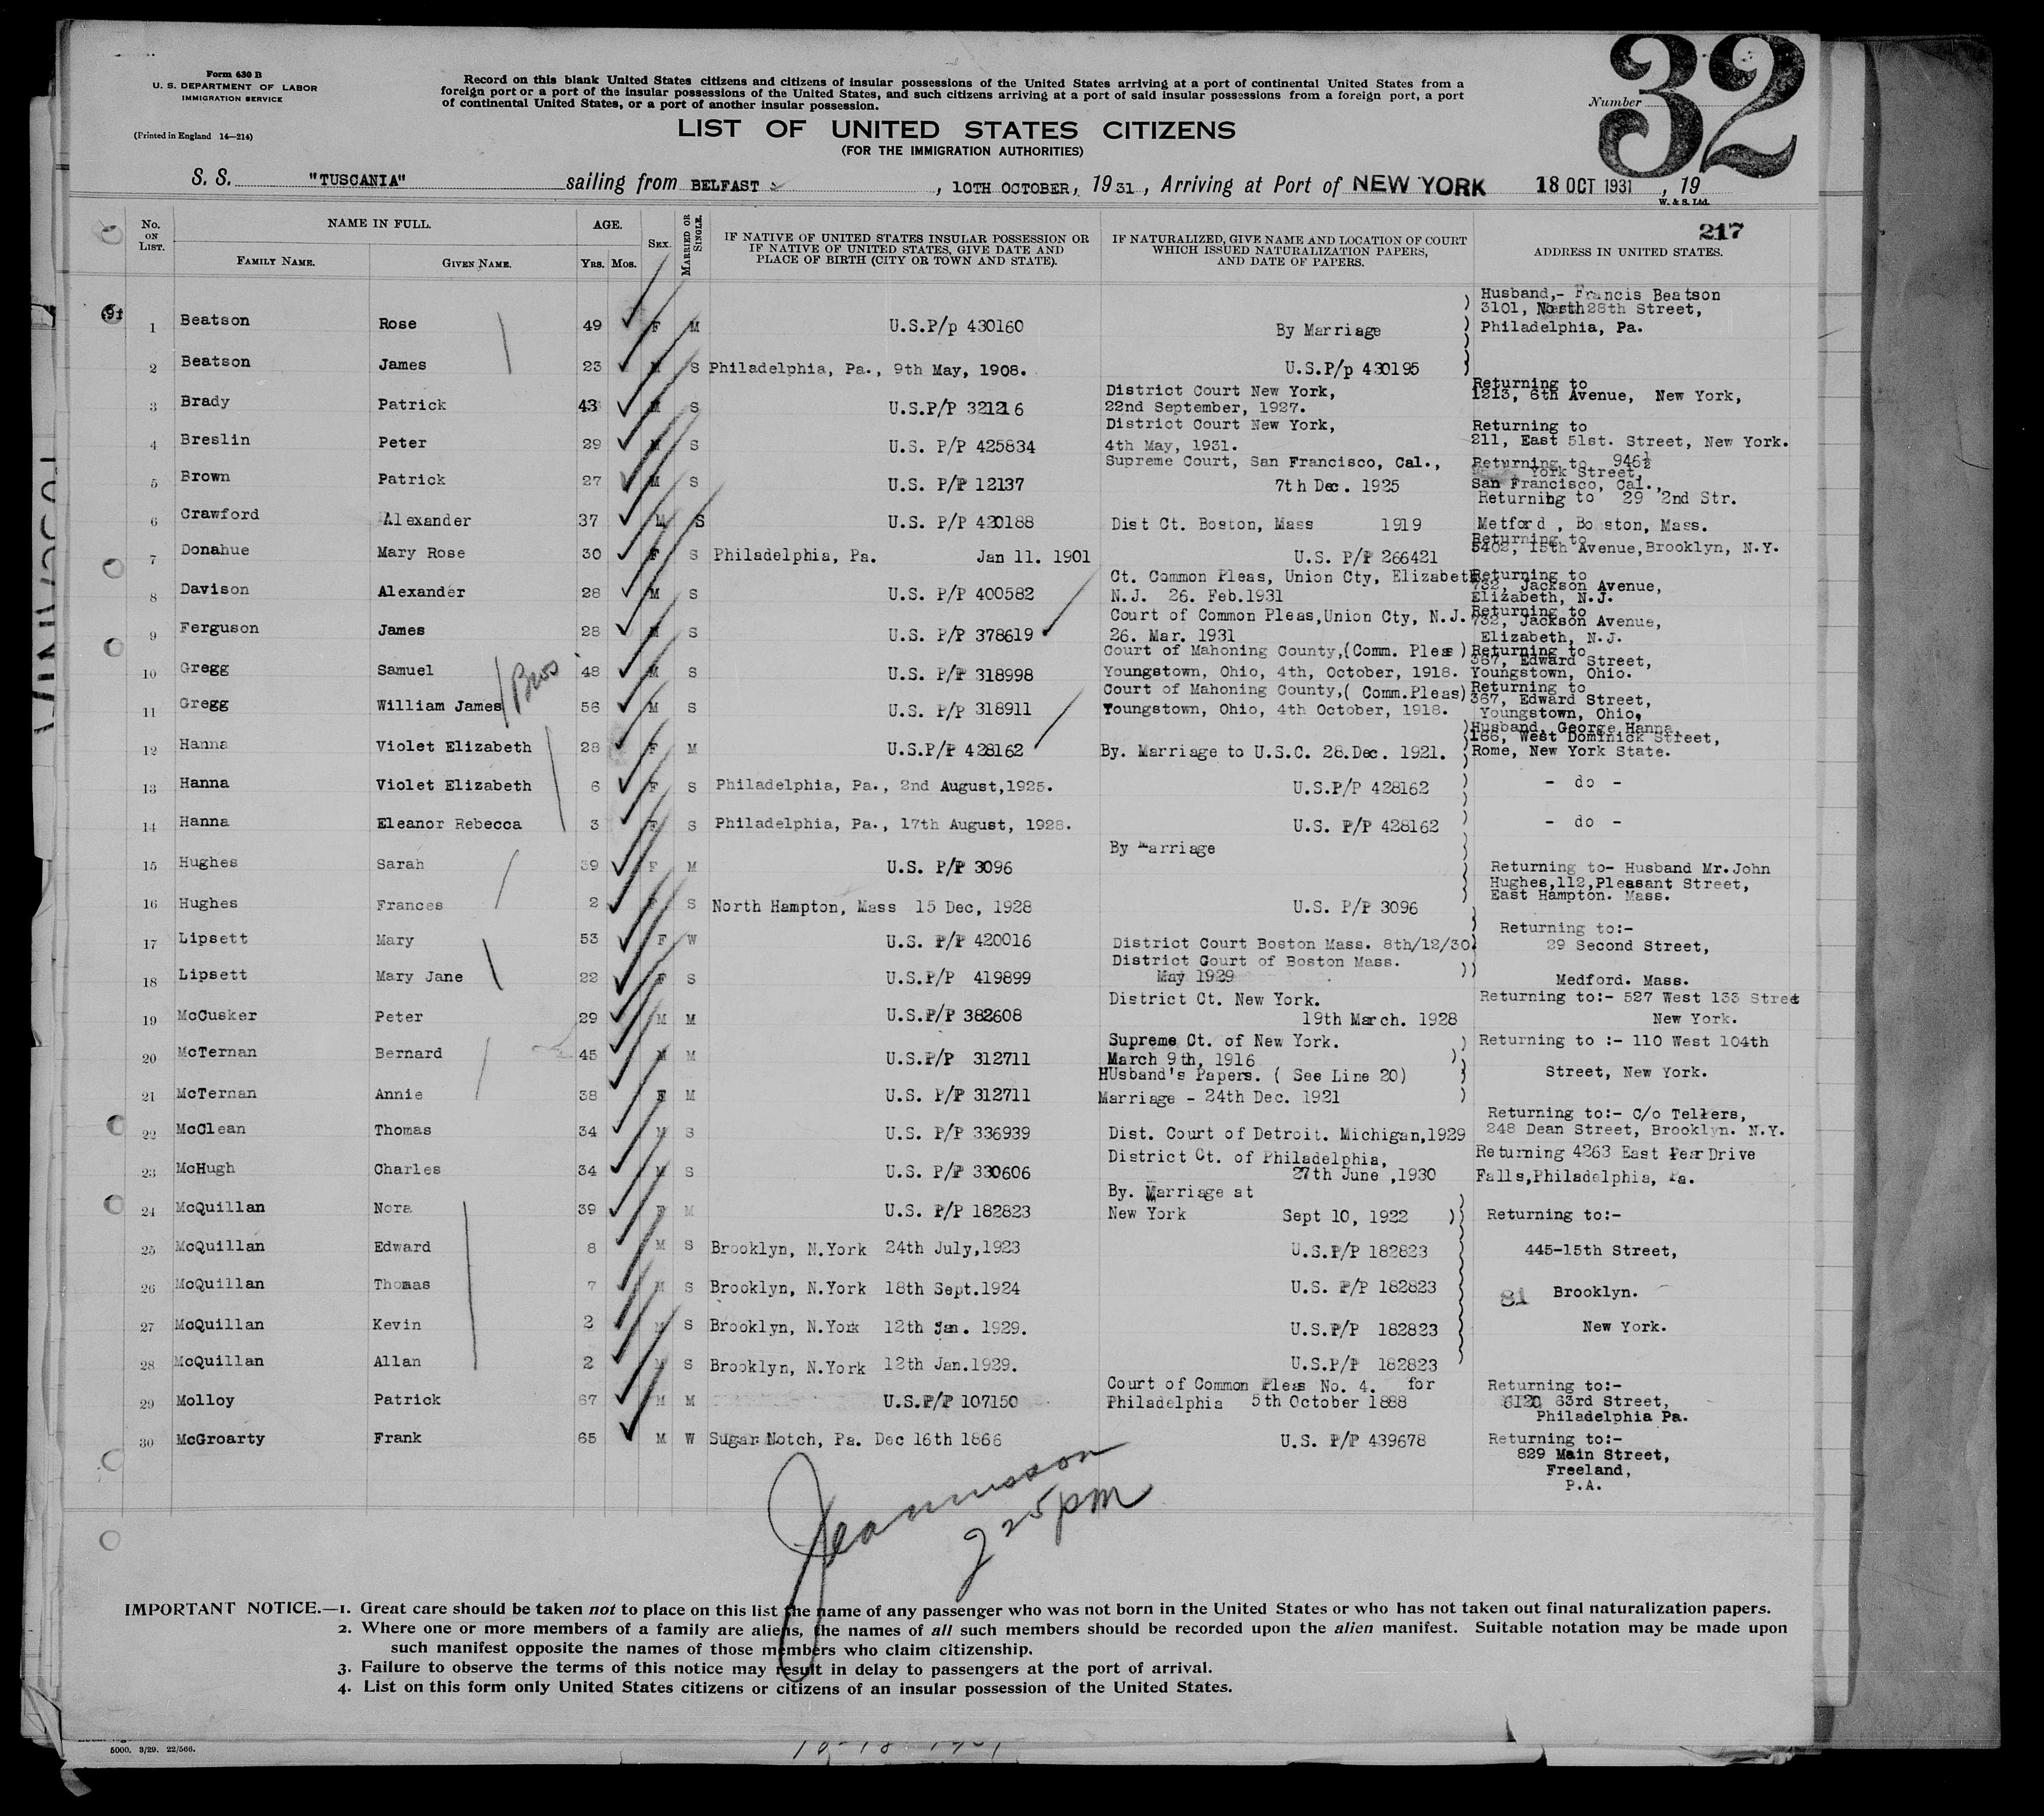 Form 630 B
U. S. DEPARTMENT OF LABOR
IMMIGRATION SERVICE
(Printed in England 14—214)
Record on this blank United States citizens and citizens of insular possessions of the United States arriving at a port of continental United States from a
foreign port or a port of the insular possessions of the United States, and such citizens arriving at a port of said insular possessions from a foreign port, a port
of continental United States, or a port of another insular possession.
Number 32
LIST OF UNITED STATES CITIZENS
(FOR THE IMMIGRATION AUTHORITIES)
S. S. "TUSCANIA" sailing from BELFAST, 10TH OCTOBER, 1931, Arriving at Port of NEW YORK 18 OCT 1931, 19
W. & S. Ltd.
217
No. ON LIST. NAME IN FULL. FAMILY NAME. GIVEN NAME. AGE. YRS. MOS. SEX. MARRIED OR SINGLE. IF NATIVE OF UNITED STATES INSULAR POSSESSION OR IF NATIVE OF UNITED STATES, GIVE DATE AND PLACE OF BIRTH (CITY OR TOWN AND STATE). IF NATURALIZED, GIVE NAME AND LOCATION OF COURT WHICH ISSUED NATURALIZATION PAPERS, AND DATE OF PAPERS. ADDRESS IN UNITED STATES.
1 Beatson Rose 49 F M U.S.P/p 430160 By Marriage Husband,- Francis Beatson 3101, North 28th Street, Philadelphia, Pa.
2 Beatson James 23 M S Philadelphia, Pa., 9th May, 1908. U.S.P/p 430195
3 Brady Patrick 43 M S U.S.P/P 321216 District Court New York, 22nd September, 1927. Returning to 1213, 6th Avenue, New York,
4 Breslin Peter 29 M S U.S. P/P 425834 District Court New York, 4th May, 1931. Returning to 211, East 51st. Street, New York.
5 Brown Patrick 27 M S U.S. P/P 12137 Supreme Court, San Francisco, Cal., 7th Dec. 1925 Returning to 946½ York Street, San Francisco, Cal.,
6 Crawford Alexander 37 M S U.S. P/P 420188 Dist Ct. Boston, Mass 1919 Returning to 29 2nd Str. Metford, Boston, Mass.
7 Donahue Mary Rose 30 F S Philadelphia, Pa. Jan 11. 1901 U.S. P/P 266421 Returning to 5402, 15th Avenue, Brooklyn, N.Y.
8 Davison Alexander 28 M S U.S. P/P 400582 Ct. Common Pleas, Union Cty, Elizabeth N.J. 26. Feb.1931 Returning to 732, Jackson Avenue, Elizabeth, N.J.
9 Ferguson James 28 M S U.S. P/P 378619 Court of Common Pleas, Union Cty, N.J. 26. Mar. 1931 Returning to 732, Jackson Avenue, Elizabeth, N.J.
10 Gregg Samuel 48 M S U.S. P/P 318998 Court of Mahoning County, (Comm. Pleas) Youngstown, Ohio, 4th, October, 1918. Returning to 367, Edward Street, Youngstown, Ohio.
Bros
11 Gregg William James 56 M S U.S. P/P 318911 Court of Mahoning County, ( Comm.Pleas) Youngstown, Ohio, 4th October, 1918. Returning to 367, Edward Street, Youngstown, Ohio,
12 Hanna Violet Elizabeth 28 F M U.S.P/P 428162 By. Marriage to U.S.C. 28.Dec. 1921. Husband, George Hanna, 166, West Dominick Street, Rome, New York State.
13 Hanna Violet Elizabeth 6 F S Philadelphia, Pa., 2nd August,1925. U.S.P/P 428162 - do -
14 Hanna Eleanor Rebecca 3 F S Philadelphia, Pa., 17th August, 1928. U.S. P/P 428162 - do -
15 Hughes Sarah 39 F M U.S. P/P 3096 By Marriage Returning to- Husband Mr.John Hughes,112,Pleasant Street, East Hampton. Mass.
16 Hughes Frances 2 F S North Hampton, Mass 15 Dec, 1928 U.S. P/P 3096
17 Lipsett Mary 53 F W U.S. P/P 420016 District Court Boston Mass. 8th/12/30. Returning to:- 29 Second Street,
18 Lipsett Mary Jane 22 F S U.S.P/P 419899 District Court of Boston Mass. May 1929 Medford. Mass.
19 McCusker Peter 29 M M U.S.P/P 382608 District Ct. New York. 19th March. 1928 Returning to:- 527 West 133 Street New York.
20 McTernan Bernard 45 M M U.S.P/P 312711 Supreme Ct. of New York. March 9th, 1916 Returning to :- 110 West 104th
21 McTernan Annie 38 F M U.S. P/P 312711 HUsband's Papers. ( See Line 20) Marriage - 24th Dec. 1921 Street, New York.
22 McClean Thomas 34 M S U.S. P/P 336939 Dist. Court of Detroit. Michigan,1929 Returning to:- C/o Tellers, 248 Dean Street, Brooklyn. N.Y.
23 McHugh Charles 34 M S U.S. P/P 330606 District Ct. of Philadelphia, 27th June ,1930 Returning 4263 East Drive Falls,Philadelphia, Pa.
24 McQuillan Nora 39 F M U.S. P/P 182823 By. Marriage at New York Sept 10, 1922 Returning to:-
25 McQuillan Edward 8 M S Brooklyn, N.York 24th July,1923 U.S.P/P 182823 445-15th Street,
26 McQuillan Thomas 7 M S Brooklyn, N.York 18th Sept.1924 U.S. P/P 182823 81 Brooklyn.
27 McQuillan Kevin 2 M S Brooklyn, N.York 12th Jan. 1929. U.S.P/P 182823 New York.
28 McQuillan Allan 2 M S Brooklyn, N.York 12th Jan.1929. U.S.P/P 182823
29 Molloy Patrick 67 M M U.S.P/P 107150 Court of Common Pleas No. 4. for Philadelphia 5th October 1888 Returning to:- 6120 63rd Street, Philadelphia Pa.
30 McGroarty Frank 65 M W Sugar Notch, Pa. Dec 16th 1866 U.S. P/P 439678 Returning to:- 829 Main Street, Freeland, P.A.
2 25 pm
IMPORTANT NOTICE.—1. Great care should be taken not to place on this list the name of any passenger who was not born in the United States or who has not taken out final naturalization papers.
2. Where one or more members of a family are aliens, the names of all such members should be recorded upon the alien manifest. Suitable notation may be made upon
such manifest opposite the names of those members who claim citizenship.
3. Failure to observe the terms of this notice may result in delay to passengers at the port of arrival.
4. List on this form only United States citizens or citizens of an insular possession of the United States.
5000. 3/29. 22/566.